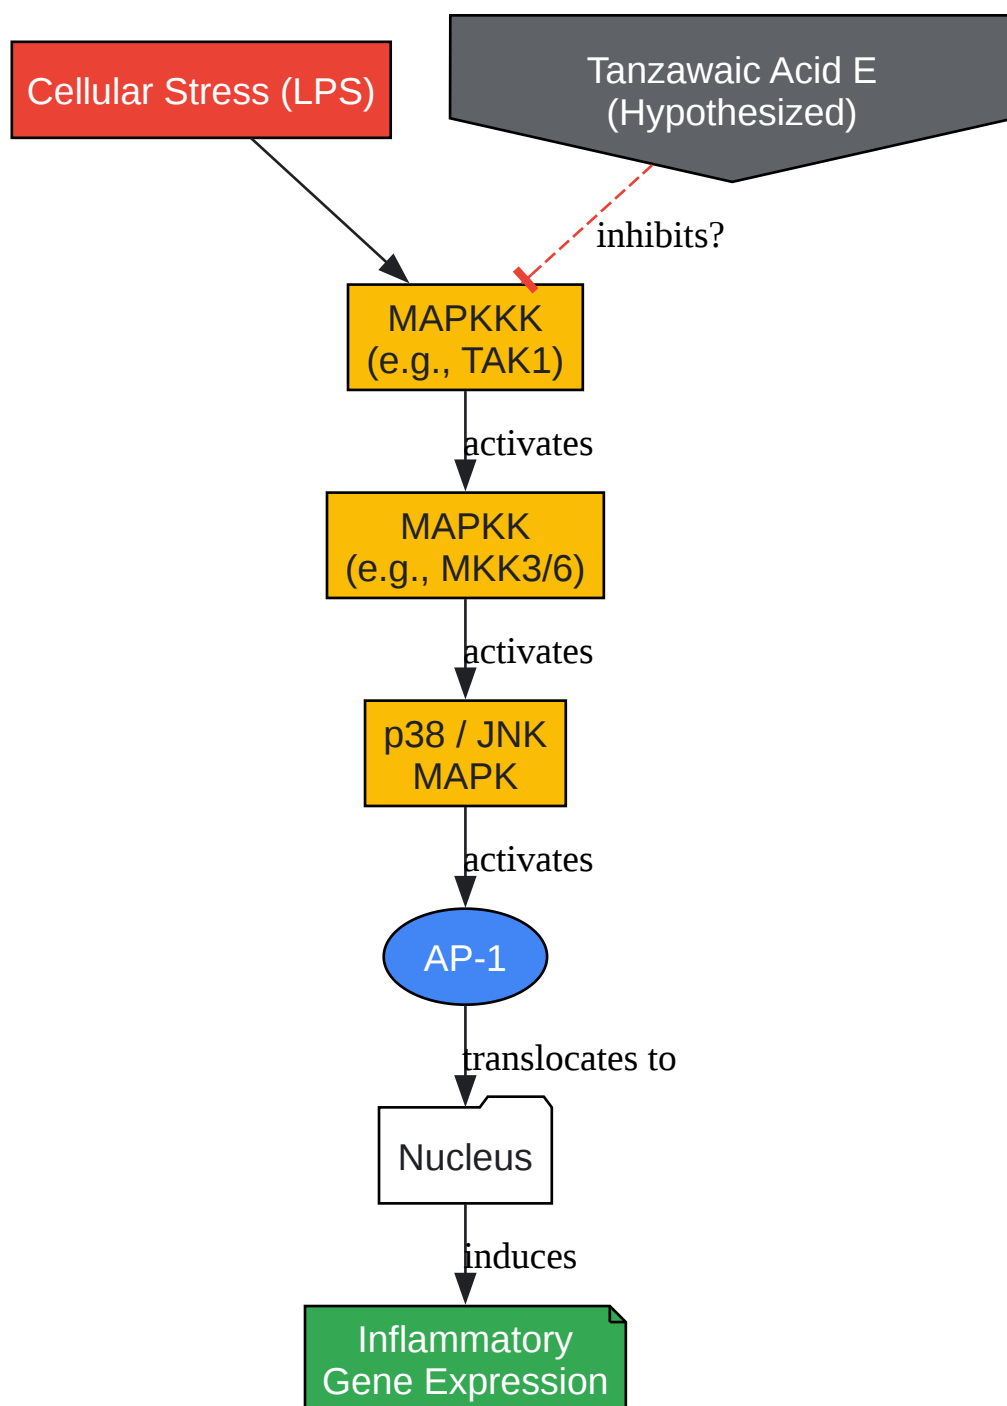 Cellular Stress (LPS)
Tanzawaic Acid E
(Hypothesized)
inhibits?
MAPKKK
(e.g., TAK1)
activates
MAPKK
(e.g., MKK3/6)
activates
p38 / JNK
MAPK
activates
AP-1
translocates to
Nucleus
induces
Inflammatory
Gene Expression